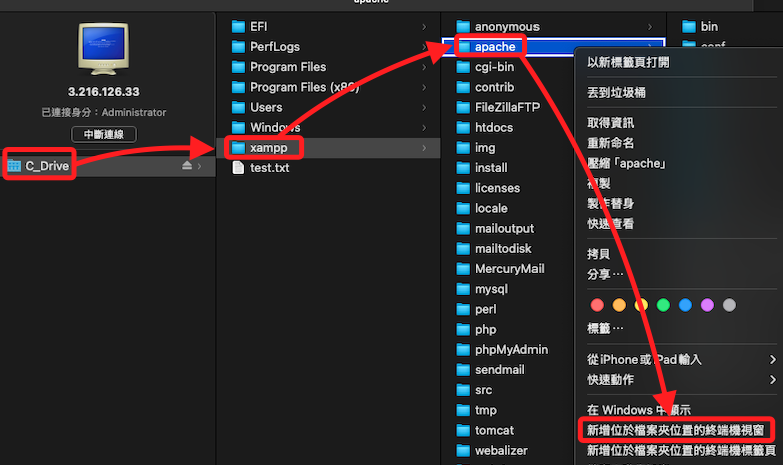 apache
3.216.126.33
已連接身分：Administrator
中斷連線
C_Drive
EFI
PerfLogs
Program Files
Program Files (x86)
Users
Windows
xampp
test.txt
anonymous
apache
cgi-bin
contrib
FileZillaFTP
htdocs
img
install
licenses
locale
mailoutput
mailtodisk
MercuryMail
mysql
perl
php
phpMyAdmin
sendmail
src
tmp
tomcat
webalizer
bin
conf
以新標籤頁打開
丟到垃圾桶
取得資訊
重新命名
壓縮「apache」
複製
製作替身
快速查看
拷貝
分享⋯
標籤⋯
從 iPhone 或 iPad 輸入
快速動作
在 Windows 中顯示
新增位於檔案夾位置的終端機視窗
新增位於檔案夾位置的終端機標籤頁